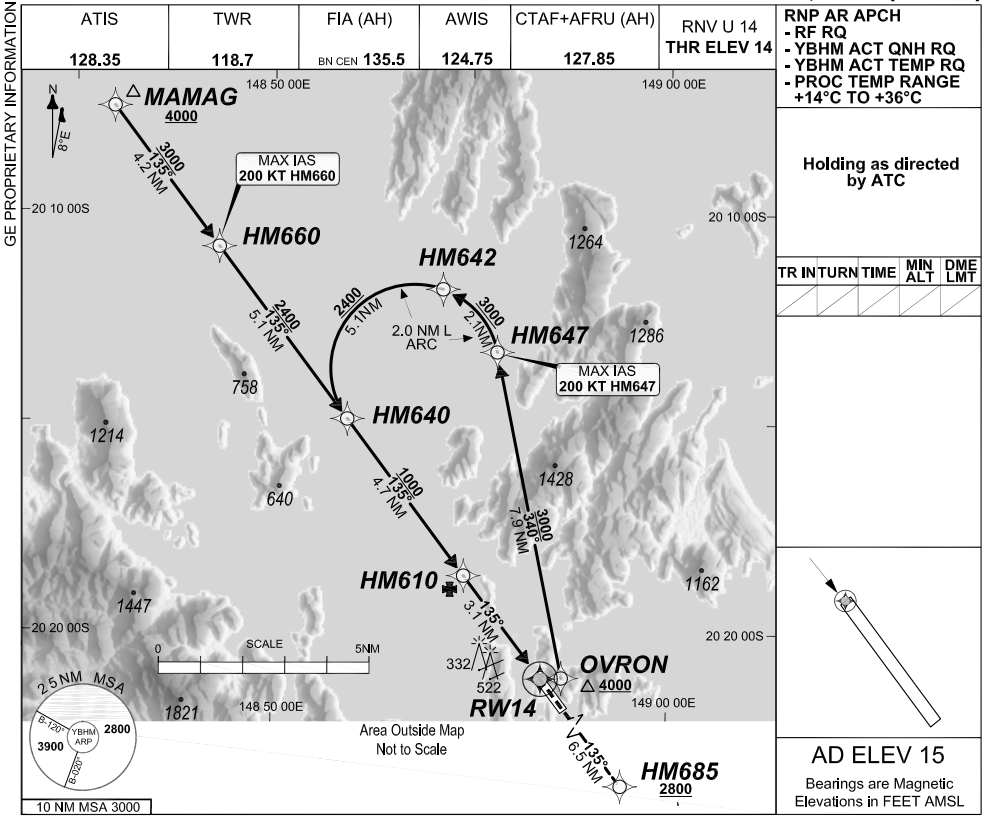 GE PROPRIETARY INFORMATION
ATIS
128.35
TWR
118.7
FIA (AH)
BN CEN 135.5
AWIS
124.75
CTAF+AFRU (AH)
127.85
RNV U 14
THR ELEV 14
RNP AR APCH
- RF RQ
- YBHM ACT QNH RQ
- YBHM ACT TEMP RQ
- PROC TEMP RANGE
+14°C TO +36°C
Holding as directed
by ATC
TR IN
TURN
TIME
MIN
ALT
DME
LMT
148 50 00E
149 00 00E
N
8°E
MAMAG
4000
3000
135°
4.2 NM
MAX IAS
200 KT HM660
20 10 00S
20 10 00S
HM660
1264
HM642
2400
135°
5.1 NM
2400
5.1NM
3000
2.1NM
2.0 NM L
ARC
HM647
1286
MAX IAS
200 KT HM647
758
HM640
1214
1428
640
1000
135°
4.7 NM
3000
340°
7.9 NM
HM610
1162
1447
135°
3.1 NM
20 20 00S
20 20 00S
0
SCALE
5NM
332
522
OVRON
4000
RW14
25NM MSA
B-120°
YBHM
ARP
2800
3900
B-020°
1821
148 50 00E
149 00 00E
Area Outside Map
Not to Scale
135°
6.5 NM
HM685
2800
10 NM MSA 3000
AD ELEV 15
Bearings are Magnetic
Elevations in FEET AMSL